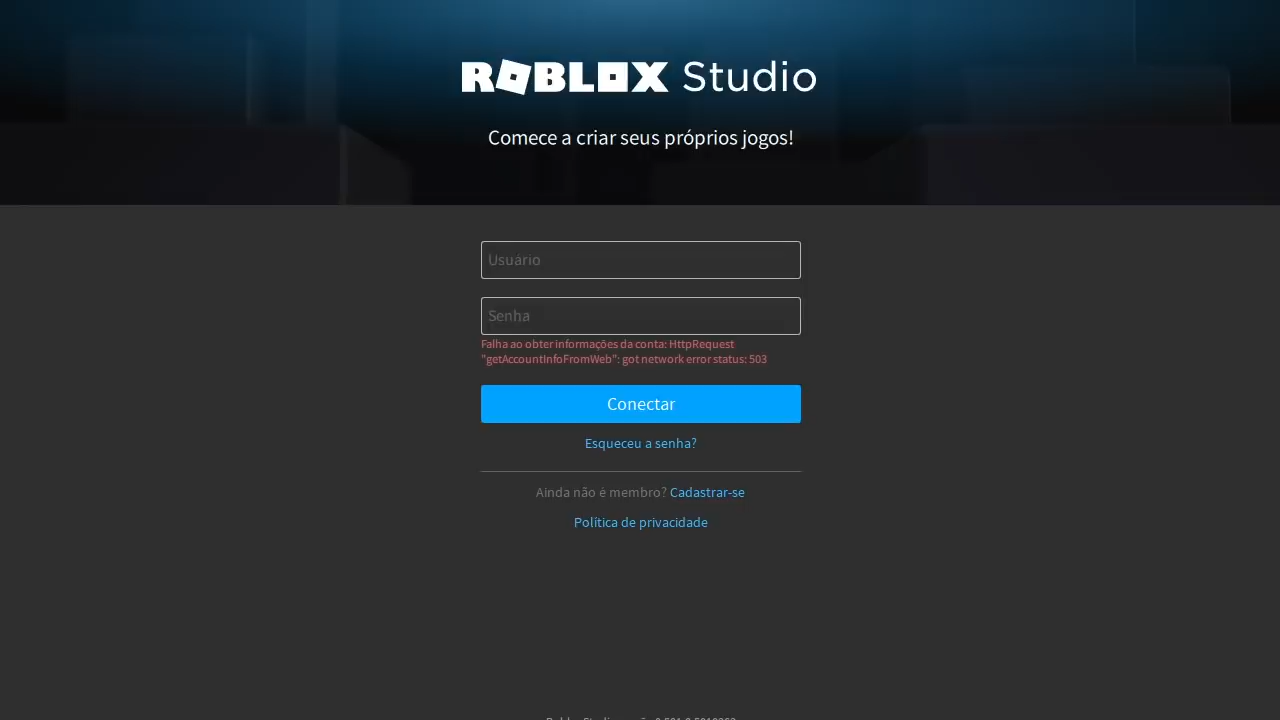 ROBLOX Studio
Comece a criar seus próprios jogos!
Usuário
Senha
Falha ao obter informações da conta: HttpRequest
"getAccountInfoFromWeb": got network error status: 503
Conectar
Esqueceu a senha?
Ainda não é membro? Cadastrar-se
Política de privacidade